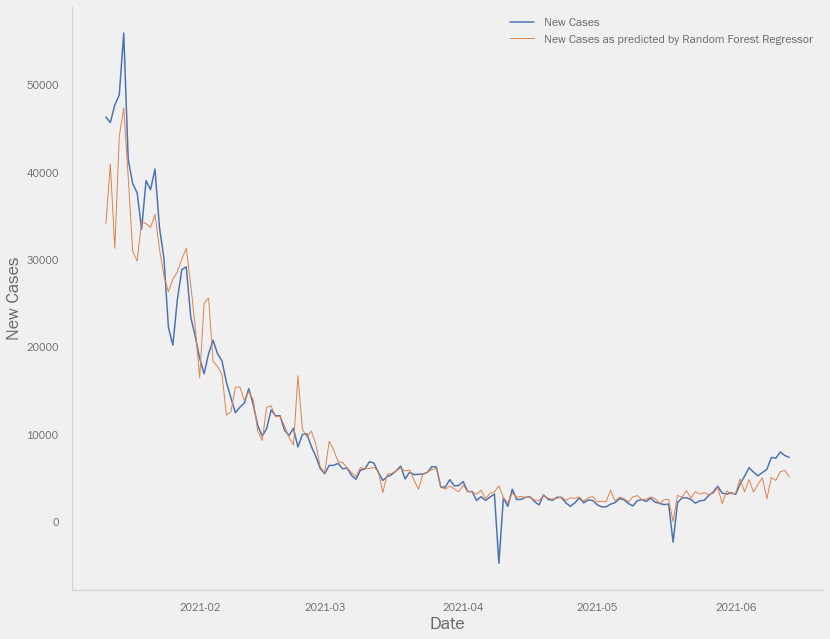 New Cases
New Cases as predicted by Random Forest Regressor
50000
40000
30000
20000
10000
0
New Cases
2021-02
2021-03
2021-04
2021-05
2021-06
Date